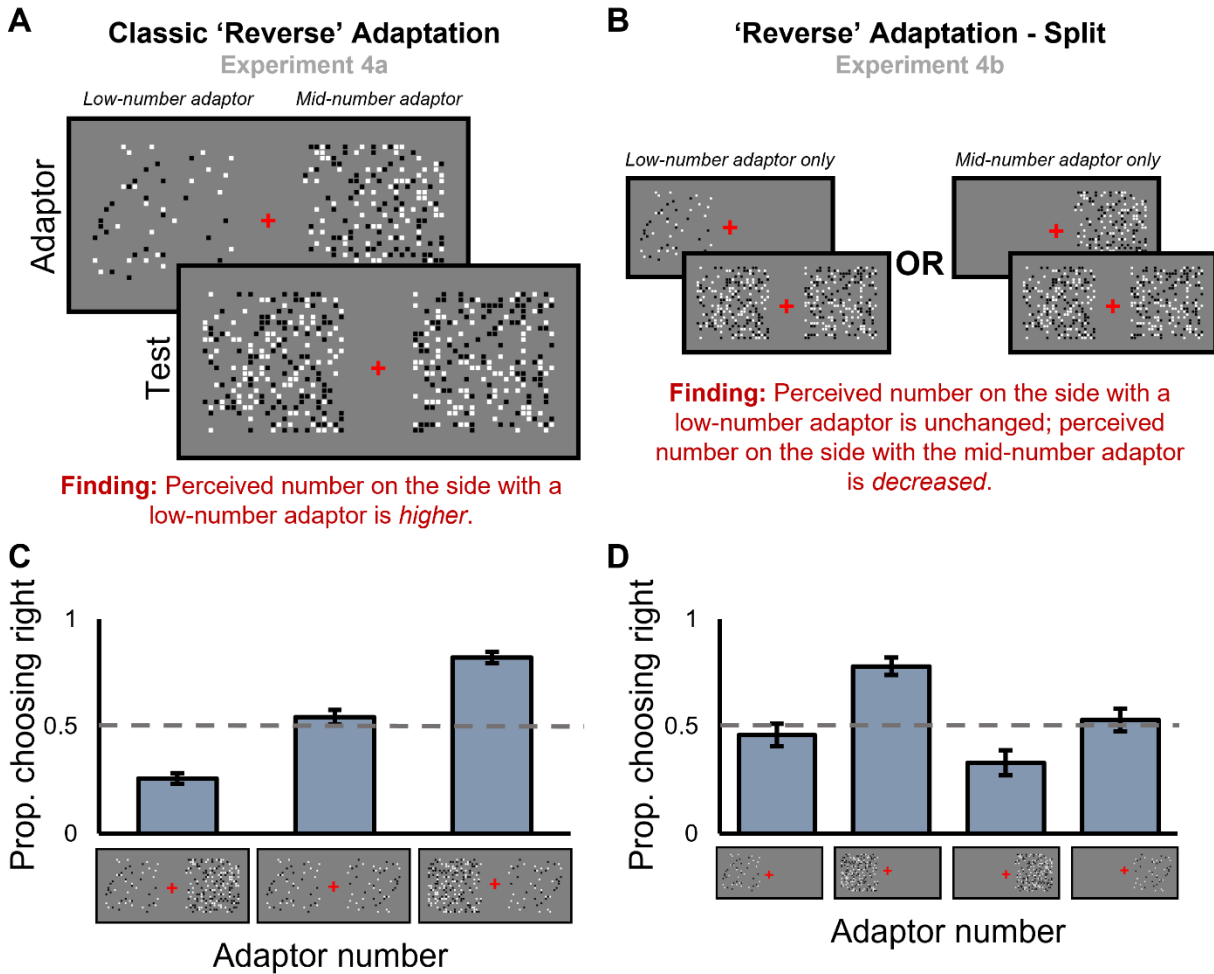 A
Classic ‘Reverse’ Adaptation
Experiment 4a
Low-number adaptor
Mid-number adaptor
Adaptor
Test
Finding: Perceived number on the side with a
low-number adaptor is higher.
B
‘Reverse’ Adaptation - Split
Experiment 4b
Low-number adaptor only
Mid-number adaptor only
OR
Finding: Perceived number on the side with a
low-number adaptor is unchanged; perceived
number on the side with the mid-number adaptor
is decreased.
C
Prop. choosing right
1
0.5
0
Adaptor number
D
Prop. choosing right
1
0.5
0
Adaptor number